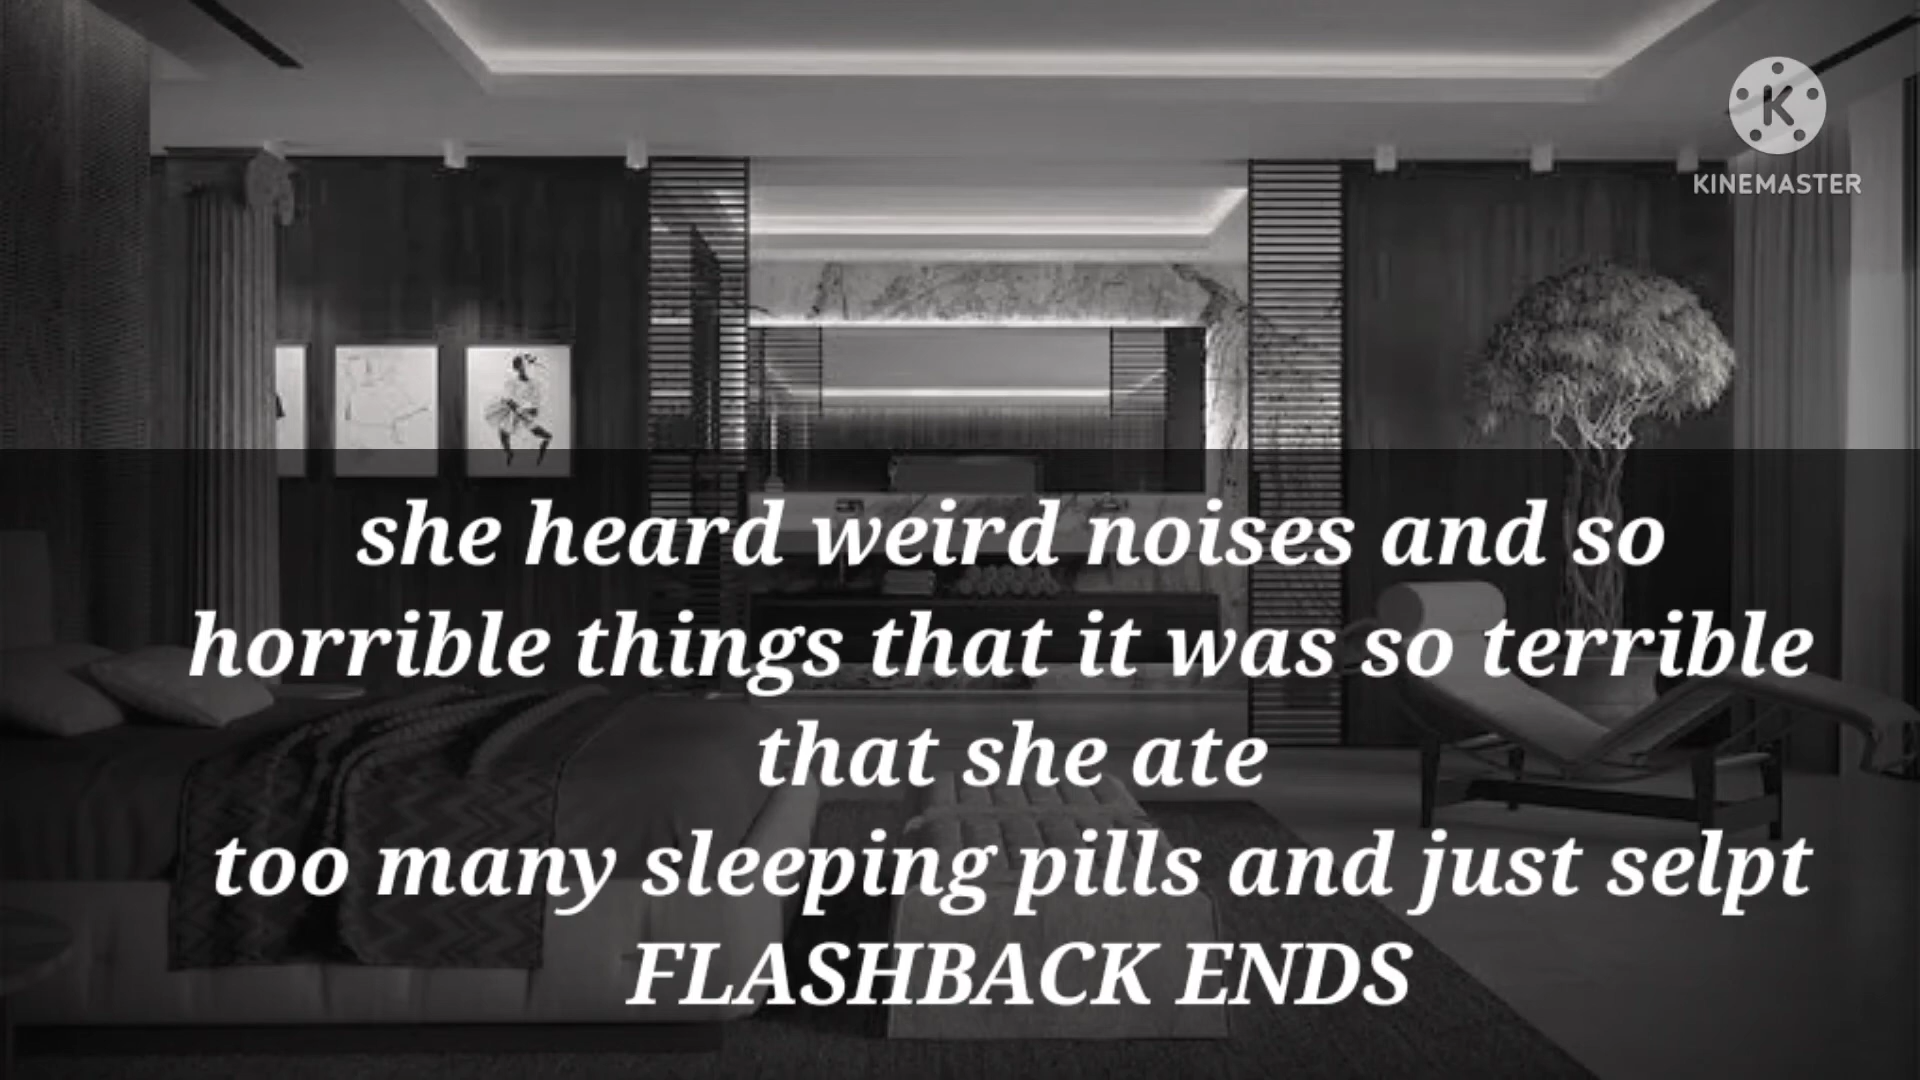 KINEMASTER
she heard weird noises and so
horrible things that it was so terrible
that she ate
too many sleeping pills and just selpt
FLASHBACK ENDS